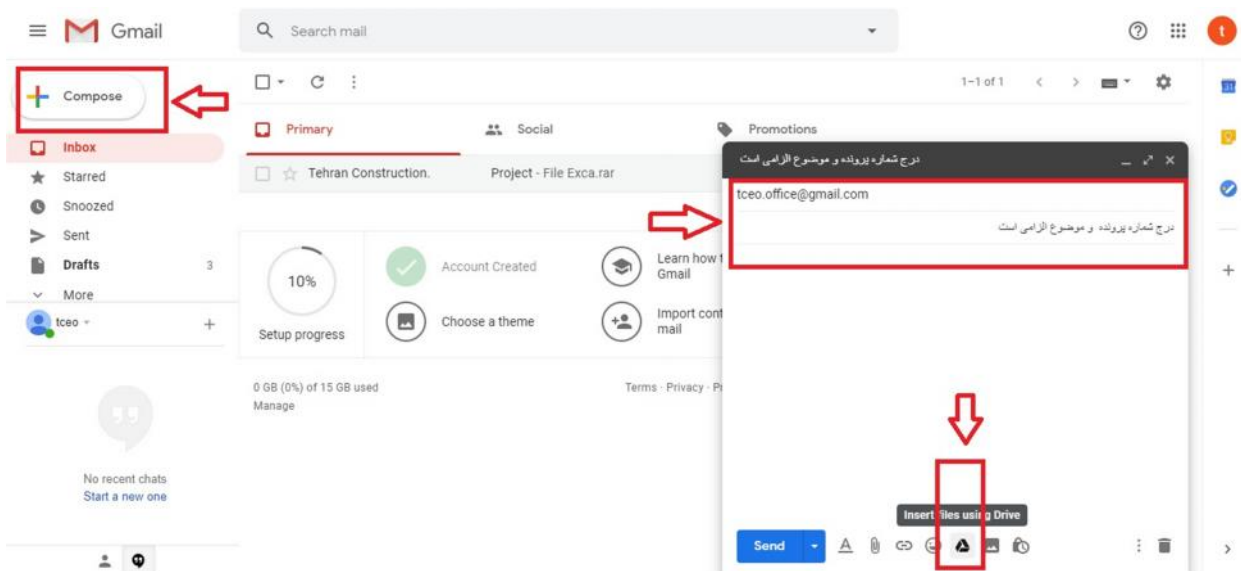 Gmail
Search mail
t
Compose
1–1 of 1
31
Primary
Social
Promotions
Inbox
درج شماره پرونده و موضوع الزامی است
Tehran Construction.
Project - File Exca.rar
Starred
tceo.office@gmail.com
Snoozed
درج شماره پرونده و موضوع الزامی است
Sent
Drafts
3
10%
Account Created
Learn how t
Gmail
More
Setup progress
Choose a theme
Import cont
mail
tceo
0 GB (0%) of 15 GB used
Manage
Terms · Privacy · P
No recent chats
Start a new one
Insert files using Drive
Send